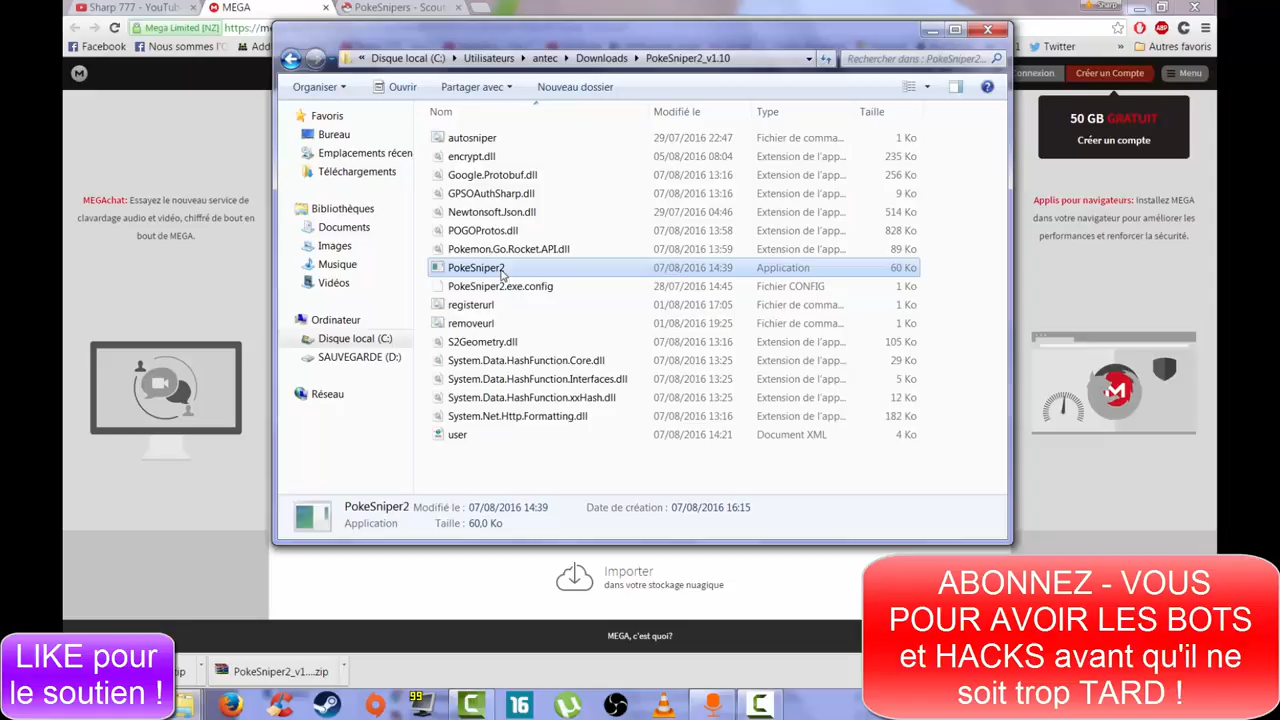 Sharp 777 - YouTub
MEGA
PokeSnipers - Scout
Sharp
Mega Limited [NZ]
https://m
Facebook
Nous sommes l'
Add
Twitter
»
Autres favoris
« Disque local (C:) ▸ Utilisateurs ▸ antec ▸ Downloads ▸ PokeSniper2_v1.10
Rechercher dans : PokeSniper2...
Connexion
Créer un Compte
Menu
Organiser
Ouvrir
Partager avec
Nouveau dossier
50 GB GRATUIT
Créer un compte
Favoris
Bureau
Emplacements récen
Téléchargements
Bibliothèques
Documents
Images
Musique
Vidéos
Ordinateur
Disque local (C:)
SAUVEGARDE (D:)
Réseau
Nom Modifié le Type Taille
autosniper 29/07/2016 22:47 Fichier de comma... 1 Ko
encrypt.dll 05/08/2016 08:04 Extension de l'app... 235 Ko
Google.Protobuf.dll 07/08/2016 13:16 Extension de l'app... 256 Ko
GPSOAuthSharp.dll 07/08/2016 13:16 Extension de l'app... 9 Ko
Newtonsoft.Json.dll 29/07/2016 04:46 Extension de l'app... 514 Ko
POGOProtos.dll 07/08/2016 13:58 Extension de l'app... 828 Ko
Pokemon.Go.Rocket.API.dll 07/08/2016 13:59 Extension de l'app... 89 Ko
PokeSniper2 07/08/2016 14:39 Application 60 Ko
PokeSniper2.exe.config 28/07/2016 14:45 Fichier CONFIG 1 Ko
registerurl 01/08/2016 17:05 Fichier de comma... 1 Ko
removeurl 01/08/2016 19:25 Fichier de comma... 1 Ko
S2Geometry.dll 07/08/2016 13:16 Extension de l'app... 105 Ko
System.Data.HashFunction.Core.dll 07/08/2016 13:25 Extension de l'app... 29 Ko
System.Data.HashFunction.Interfaces.dll 07/08/2016 13:25 Extension de l'app... 5 Ko
System.Data.HashFunction.xxHash.dll 07/08/2016 13:25 Extension de l'app... 12 Ko
System.Net.Http.Formatting.dll 07/08/2016 13:16 Extension de l'app... 182 Ko
user 07/08/2016 14:21 Document XML 4 Ko
MEGAchat: Essayez le nouveau service de
clavardage audio et vidéo, chiffré de bout en
bout de MEGA.
Applis pour navigateurs: Installez MEGA
dans votre navigateur pour améliorer les
performances et renforcer la sécurité.
PokeSniper2 Modifié le : 07/08/2016 14:39 Date de création : 07/08/2016 16:15
Application Taille : 60,0 Ko
Importer
dans votre stockage nuagique
MEGA, c'est quoi?
LIKE pour
le soutien !
ip
PokeSniper2_v1....zip
99
16
ABONNEZ - VOUS
POUR AVOIR LES BOTS
et HACKS avant qu'il ne
soit trop TARD !